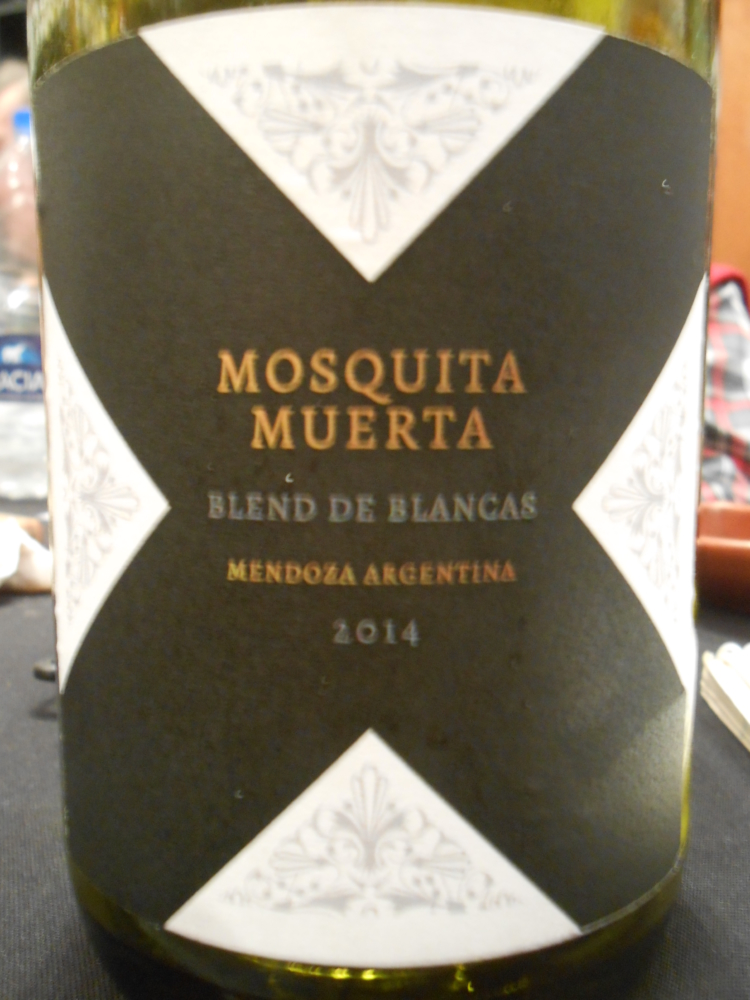 MOSQUITA
MUERTA
BLEND DE BLANCAS
MENDOZA ARGENTINA
2014